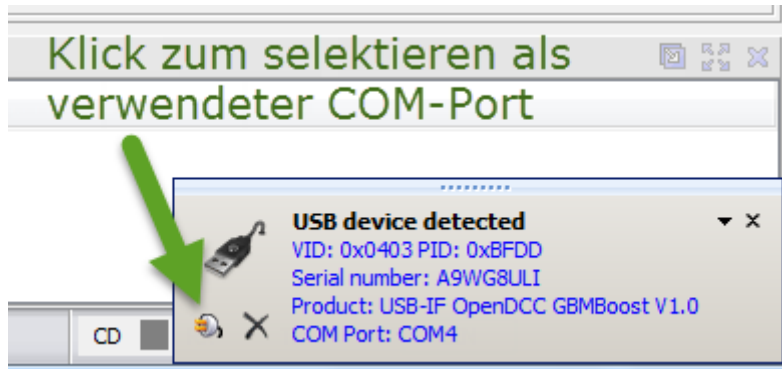 Klick zum selektieren als
verwendeter COM-Port
USB device detected
VID: 0x0403 PID: 0xBFDD
Serial number: A9WG8ULI
Product: USB-IF OpenDCC GBMBoost V1.0
COM Port: COM4
CD